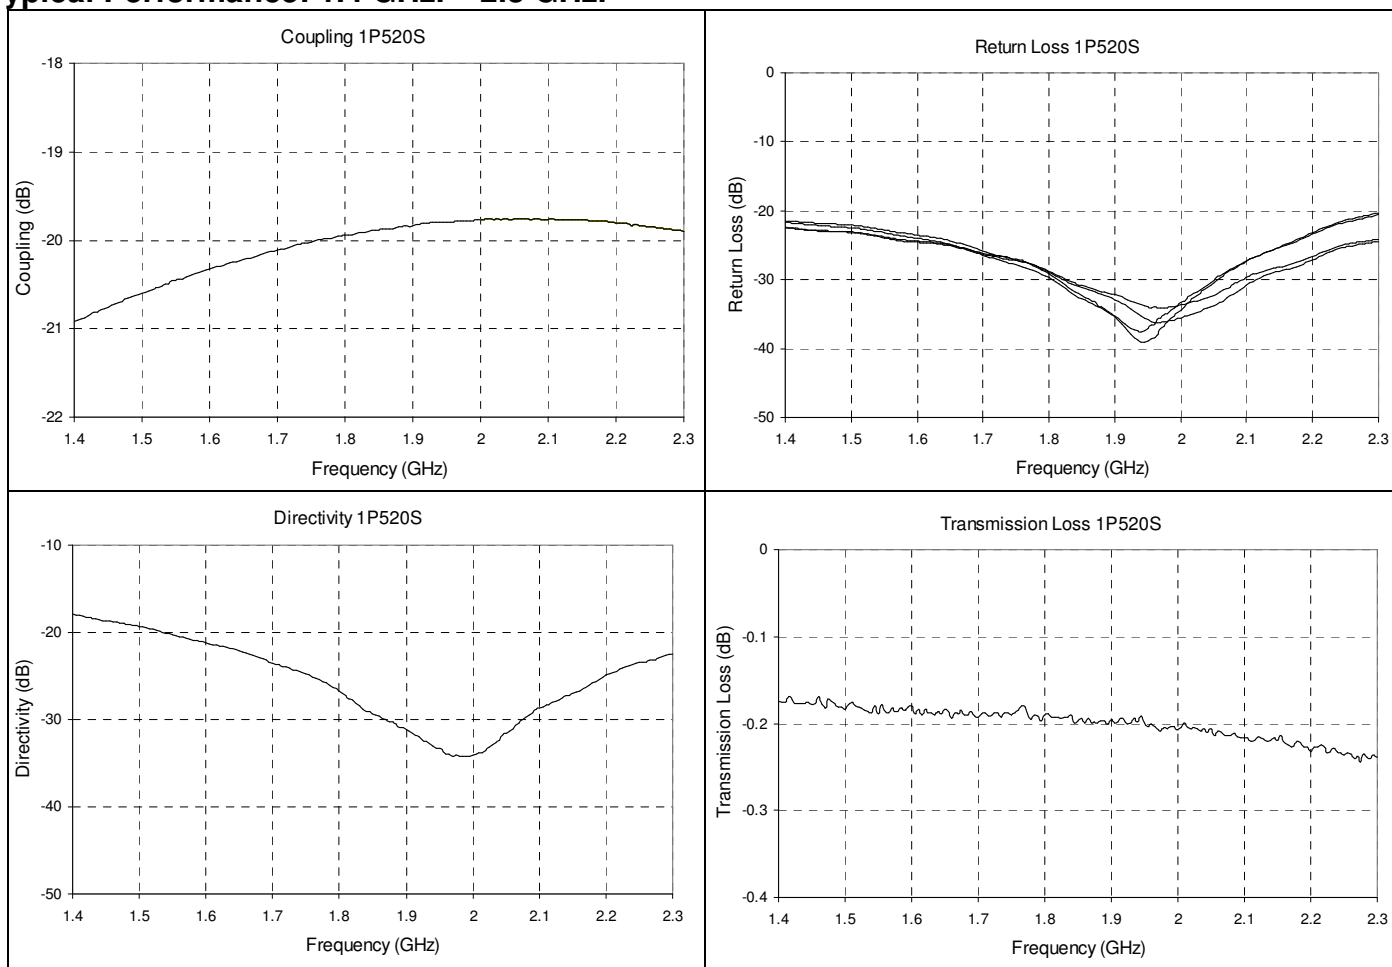 Coupling 1P520S
-18
-19
-20
-21
-22
Coupling (dB)
1.4 1.5 1.6 1.7 1.8 1.9 2 2.1 2.2 2.3
Frequency (GHz)
Return Loss 1P520S
0
-10
-20
-30
-40
-50
Return Loss (dB)
1.4 1.5 1.6 1.7 1.8 1.9 2 2.1 2.2 2.3
Frequency (GHz)
Directivity 1P520S
-10
-20
-30
-40
-50
Directivity (dB)
1.4 1.5 1.6 1.7 1.8 1.9 2 2.1 2.2 2.3
Frequency (GHz)
Transmission Loss 1P520S
0
-0.1
-0.2
-0.3
-0.4
Transmission Loss (dB)
1.4 1.5 1.6 1.7 1.8 1.9 2 2.1 2.2 2.3
Frequency (GHz)